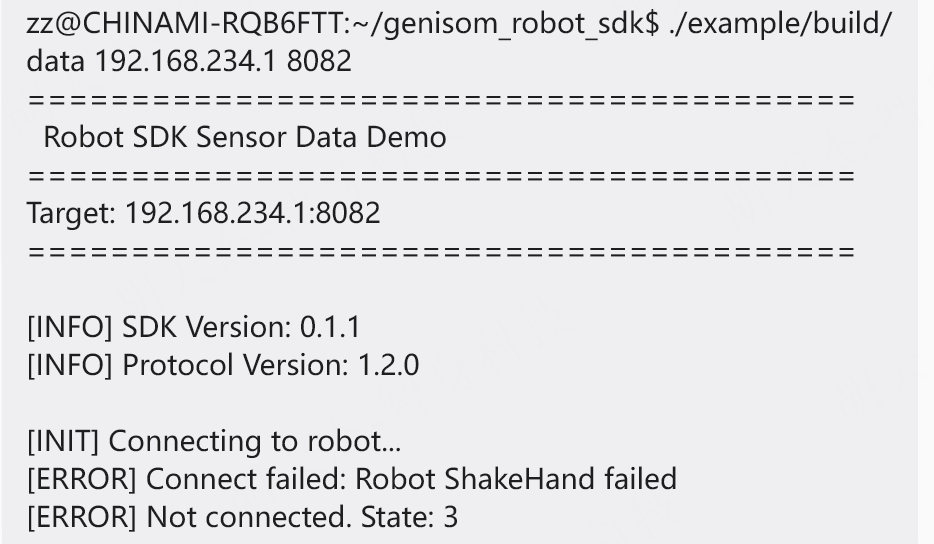 zz@CHINAMI-RQB6FTT:~/genisom_robot_sdk$ ./example/build/
data 192.168.234.1 8082
========================================
Robot SDK Sensor Data Demo
========================================
Target: 192.168.234.1:8082
========================================
[INFO] SDK Version: 0.1.1
[INFO] Protocol Version: 1.2.0
[INIT] Connecting to robot...
[ERROR] Connect failed: Robot ShakeHand failed
[ERROR] Not connected. State: 3